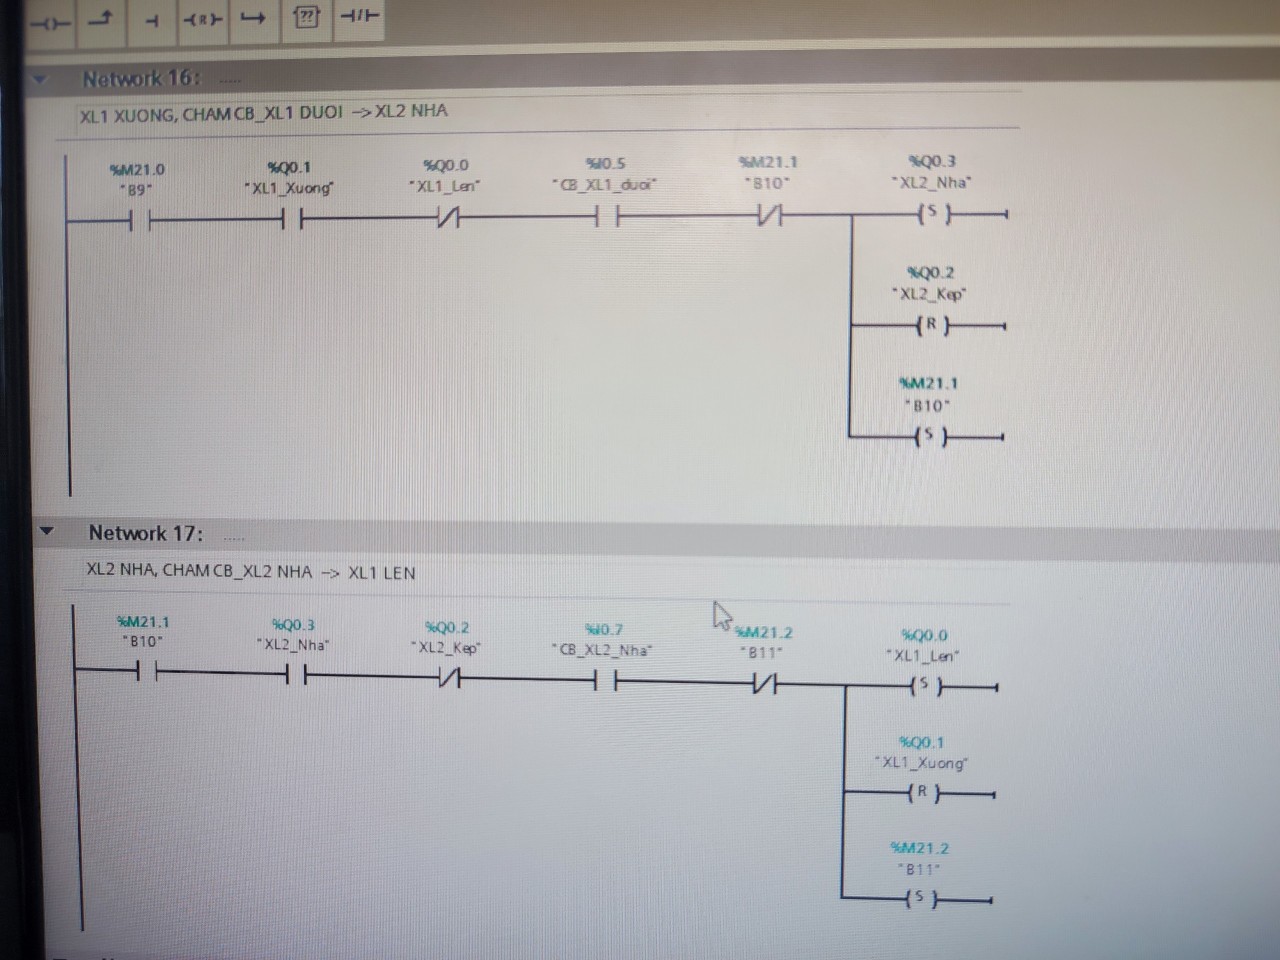 (R)
??
Network 16: .....
XL1 XUONG, CHAM CB_XL1 DUOI -> XL2 NHA
%M21.0 %Q0.1 %Q0.0 %I0.5 %M21.1 %Q0.3
"B9" "XL1_Xuong" "XL1_Len" "CB_XL1_duoi" "B10" "XL2_Nha"
S
%Q0.2
"XL2_Kep"
R
%M21.1
"B10"
S
Network 17: .....
XL2 NHA, CHAM CB_XL2 NHA -> XL1 LEN
%M21.1 %Q0.3 %Q0.2 %I0.7 %M21.2 %Q0.0
"B10" "XL2_Nha" "XL2_Kep" "CB_XL2_Nha" "B11" "XL1_Len"
S
%Q0.1
"XL1_Xuong"
R
%M21.2
"B11"
S